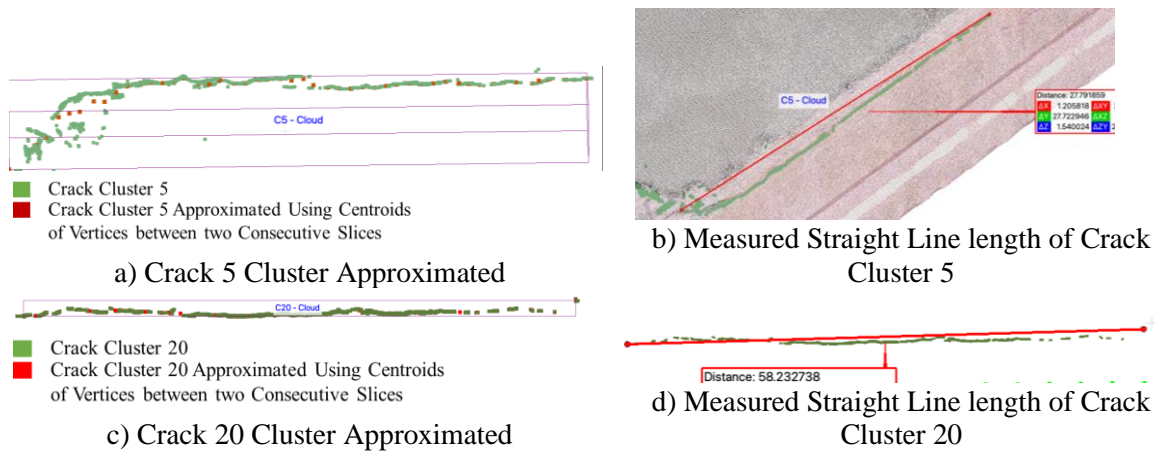 C5 - Cloud
Crack Cluster 5
Crack Cluster 5 Approximated Using Centroids
of Vertices between two Consecutive Slices
a) Crack 5 Cluster Approximated
C5 - Cloud
Distance: 27.791859
ΔX 1.205818 ΔXY
ΔY 27.722946 ΔXZ
ΔZ 1.540024 ΔZY
b) Measured Straight Line length of Crack
Cluster 5
C20 - Cloud
Crack Cluster 20
Crack Cluster 20 Approximated Using Centroids
of Vertices between two Consecutive Slices
c) Crack 20 Cluster Approximated
Distance: 58.232738
d) Measured Straight Line length of Crack
Cluster 20